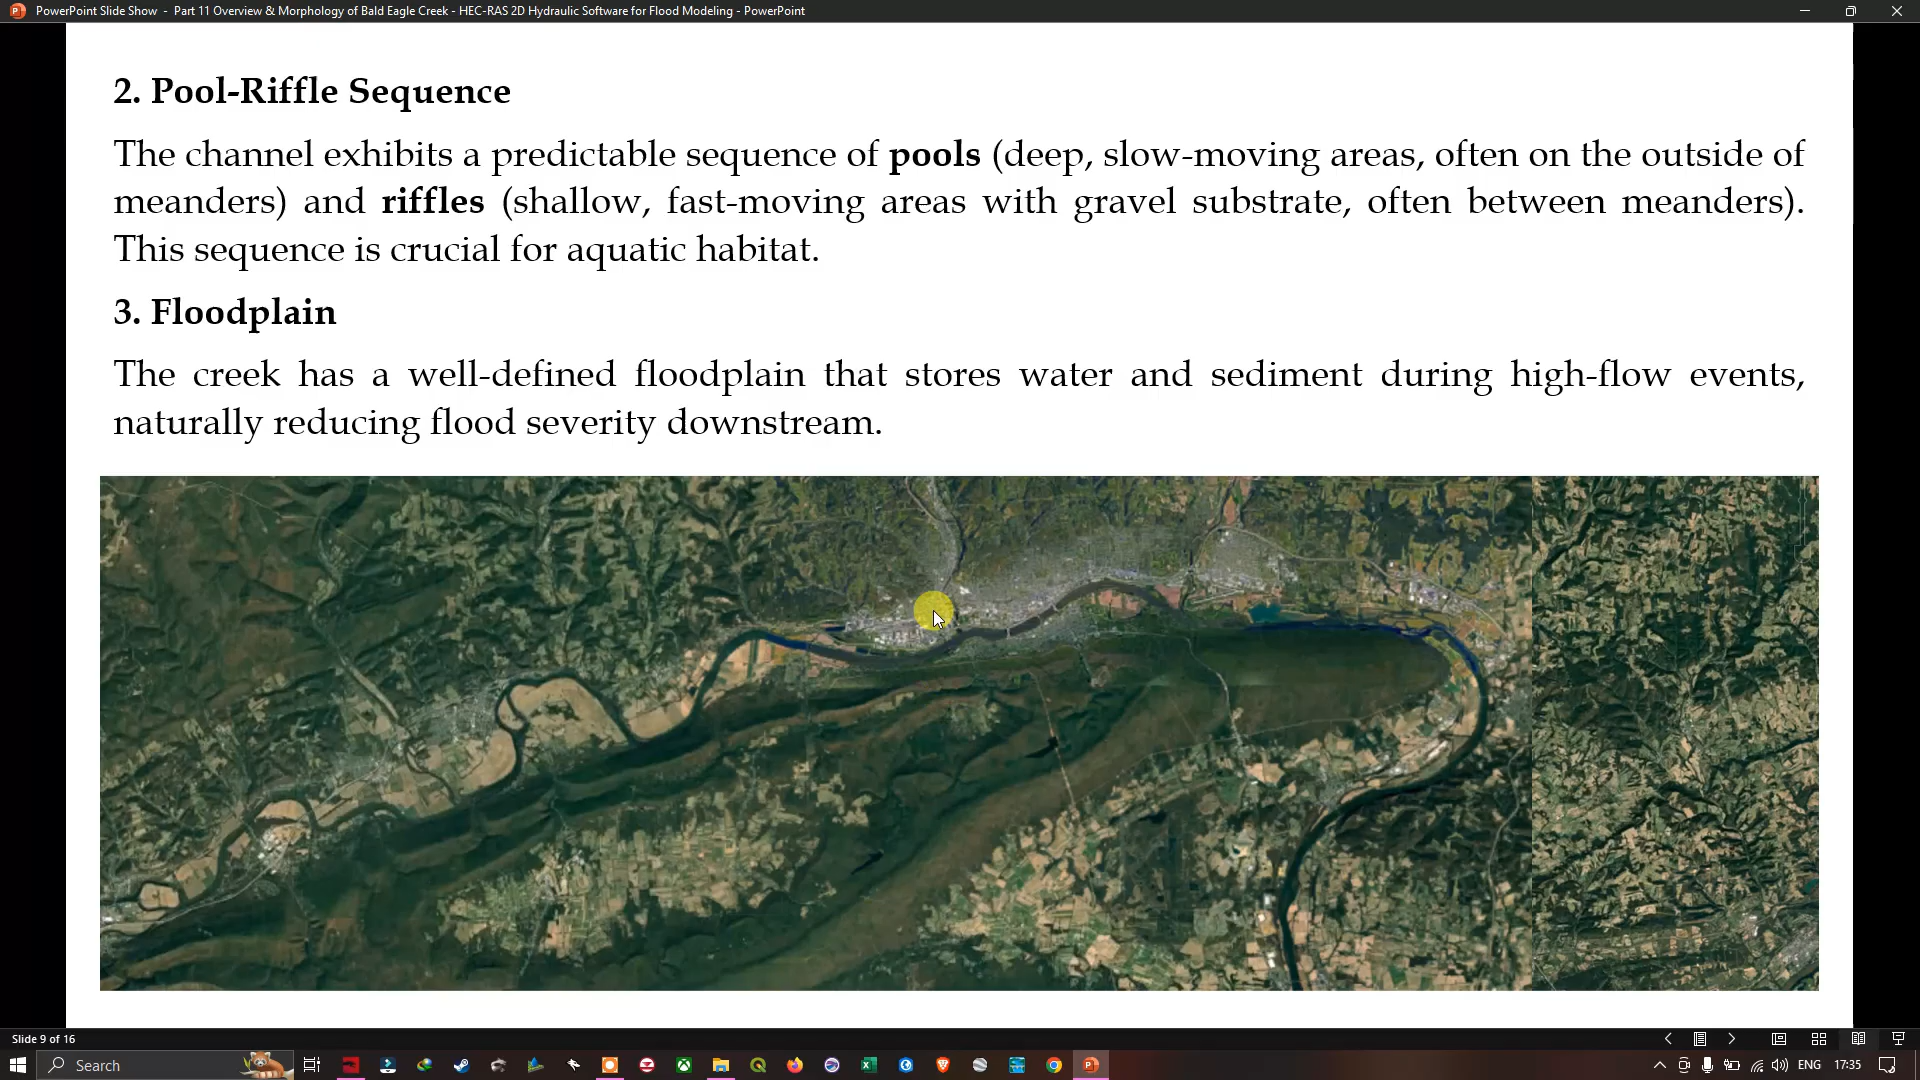 PowerPoint Slide Show - Part 11 Overview & Morphology of Bald Eagle Creek - HEC-RAS 2D Hydraulic Software for Flood Modeling - PowerPoint
2. Pool-Riffle Sequence
The channel exhibits a predictable sequence of pools (deep, slow-moving areas, often on the outside of
meanders) and riffles (shallow, fast-moving areas with gravel substrate, often between meanders).
This sequence is crucial for aquatic habitat.
3. Floodplain
The creek has a well-defined floodplain that stores water and sediment during high-flow events,
naturally reducing flood severity downstream.
Slide 9 of 16
Search
ENG
17:35